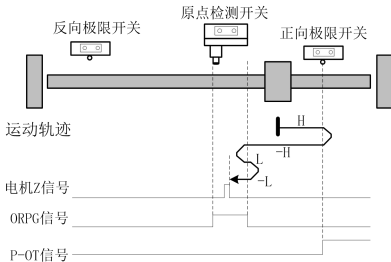 原点检测开关
反向极限开关
正向极限开关
运动轨迹
H
-H
L
-L
电机Z信号
ORPG信号
P-OT信号